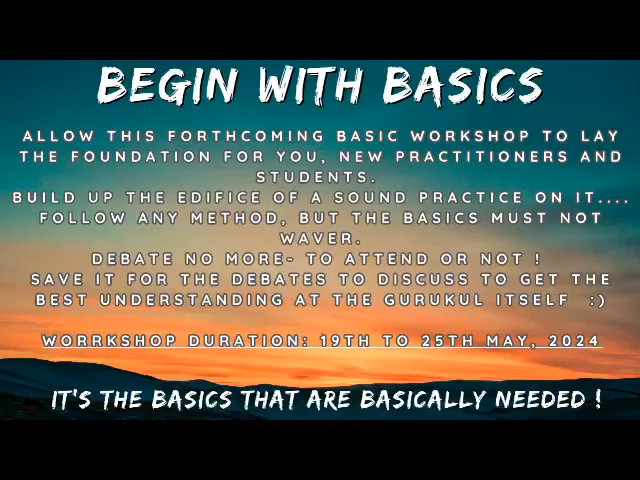 BEGIN WITH BASICS
ALLOW THIS FORTHCOMING BASIC WORKSHOP TO LAY
THE FOUNDATION FOR YOU, NEW PRACTITIONERS AND
STUDENTS.
BUILD UP THE EDIFICE OF A SOUND PRACTICE ON IT....
FOLLOW ANY METHOD, BUT THE BASICS MUST NOT
WAVER.
DEBATE NO MORE- TO ATTEND OR NOT !
SAVE IT FOR THE DEBATES TO DISCUSS TO GET THE
BEST UNDERSTANDING AT THE GURUKUL ITSELF :)
WORRKSHOP DURATION: 19TH TO 25TH MAY, 2024
IT'S THE BASICS THAT ARE BASICALLY NEEDED !